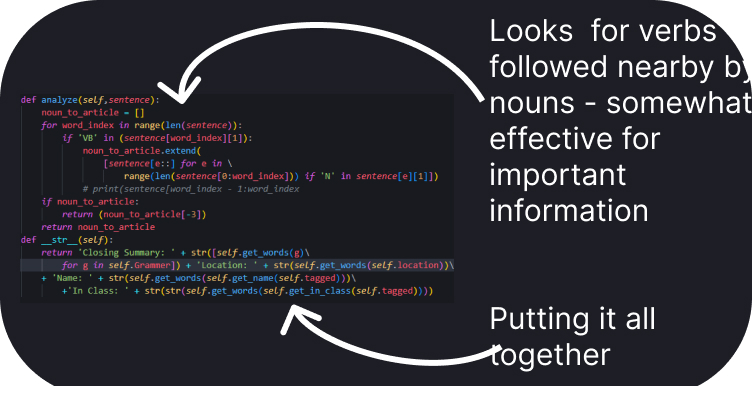 Looks  for verbs
followed nearby by
nouns - somewhat
effective for
important
information
def analyze(self,sentence):
    noun_to_article = []
    for word_index in range(len(sentence)):
        if 'VB' in (sentence[word_index][1]):
            noun_to_article.extend(
                [sentence[e::] for e in \
                    range(len(sentence[0:word_index])) if 'N' in sentence[e][1]])
            # print(sentence[word_index - 1:word_index
    if noun_to_article:
        return (noun_to_article[-3])
    return noun_to_article
def __str__(self):
    return 'Closing Summary: ' + str([self.get_words(g)\
        for g in self.Grammer]) + 'Location: ' + str(self.get_words(self.location))\
    + 'Name: ' + str(self.get_words(self.get_name(self.tagged)))\
        +'In Class: ' + str(str(self.get_words(self.get_in_class(self.tagged))))
Putting it all
together